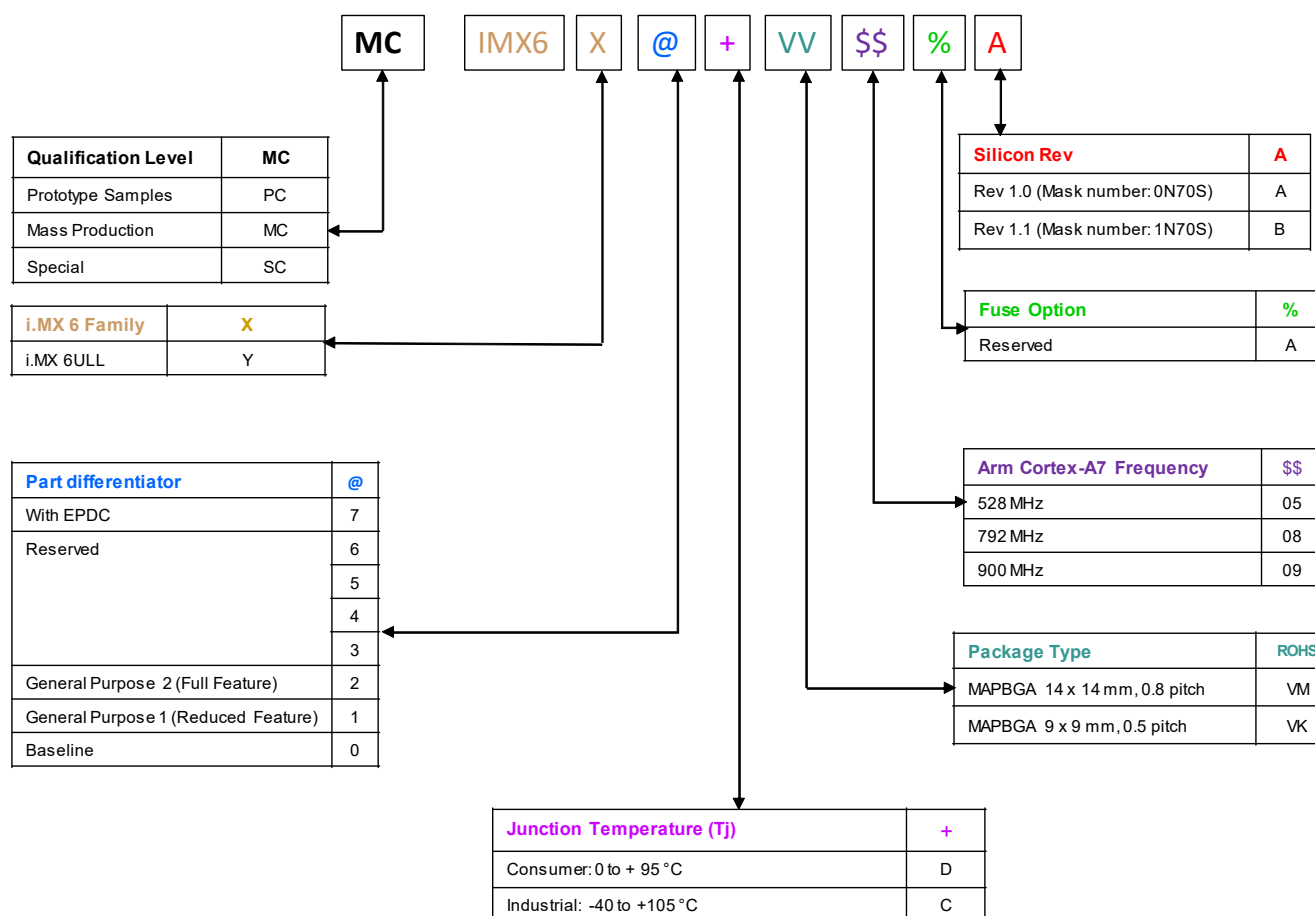 MC IMX6 X @ + VV $$ % A
Qualification Level MC
Prototype Samples PC
Mass Production MC
Special SC
i.MX 6 Family X
i.MX 6ULL Y
Part differentiator @
With EPDC 7
Reserved 6
5
4
3
General Purpose 2 (Full Feature) 2
General Purpose 1 (Reduced Feature) 1
Baseline 0
Junction Temperature (Tj) +
Consumer: 0 to + 95 °C D
Industrial: -40 to +105 °C C
Silicon Rev A
Rev 1.0 (Mask number: 0N70S) A
Rev 1.1 (Mask number: 1N70S) B
Fuse Option %
Reserved A
Arm Cortex-A7 Frequency $$
528 MHz 05
792 MHz 08
900 MHz 09
Package Type ROHS
MAPBGA 14 x 14 mm, 0.8 pitch VM
MAPBGA 9 x 9 mm, 0.5 pitch VK